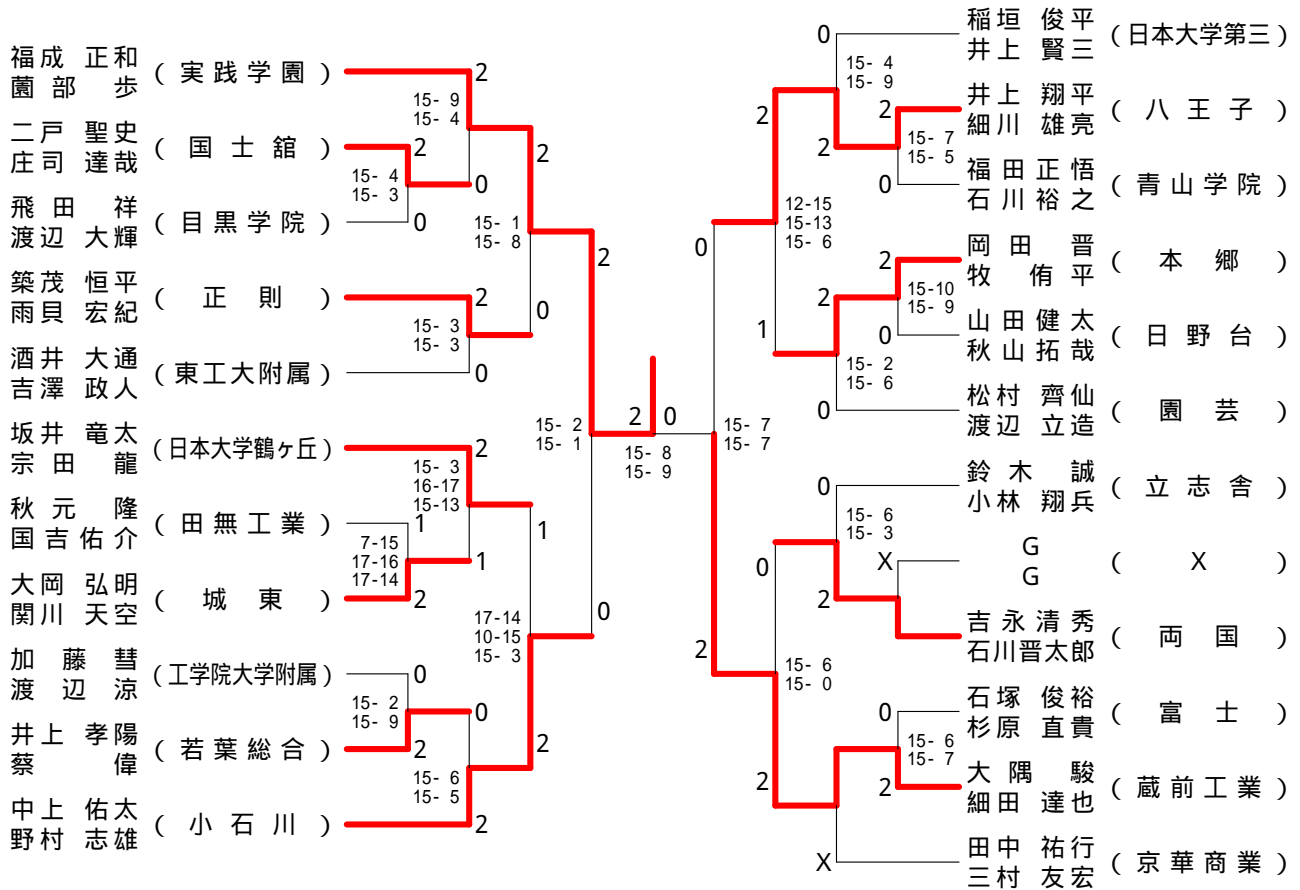 福成 正和
薗部 歩
( 実践学園 )
2
15- 9
15- 4
二戸 聖史
庄司 達哉
( 国士舘 )
2
15- 4
15- 3
0
飛田 祥
渡辺 大輝
( 目黒学院 )
0
2
15- 1
15- 8
築茂 恒平
雨貝 宏紀
( 正則 )
2
15- 3
15- 3
0
酒井 大通
吉澤 政人
( 東工大附属 )
0
2
15- 2
15- 1
坂井 竜太
宗田 龍
(日本大学鶴ヶ丘)
2
15- 3
16-17
15-13
秋元 隆
国吉佑介
( 田無工業 )
1
7-15
17-16
17-14
1
大岡 弘明
関川 天空
( 城東 )
2
1
17-14
10-15
15- 3
0
加藤彗
渡辺涼
(工学院大学附属)
0
15- 2
15- 9
0
井上 孝陽
蔡 偉
( 若葉総合 )
2
15- 6
15- 5
2
中上 佑太
野村 志雄
( 小石川 )
2
2 0
15- 8
15- 9
稲垣 俊平
井上 賢三
(日本大学第三)
0
15- 4
15- 9
井上 翔平
細川 雄亮
( 八王子 )
2
15- 7
15- 5
2
2
福田正悟
石川裕之
( 青山学院 )
0
12-15
15-13
15- 6
0
岡田 晋
牧 侑平
( 本郷 )
2
15-10
15- 9
2
1
山田健太
秋山拓哉
( 日野台 )
0
15- 2
15- 6
松村 齊仙
渡辺 立造
( 園芸 )
0
15- 7
15- 7
鈴木 誠
小林 翔兵
( 立志舎 )
0
15- 6
15- 3
G
G
( X )
X
0
2
吉永清秀
石川晋太郎
( 両国 )
2
15- 6
15- 0
石塚 俊裕
杉原 直貴
( 富士 )
0
15- 6
15- 7
大隅 駿
細田 達也
( 蔵前工業 )
2
2
田中 祐行
三村 友宏
( 京華商業 )
X